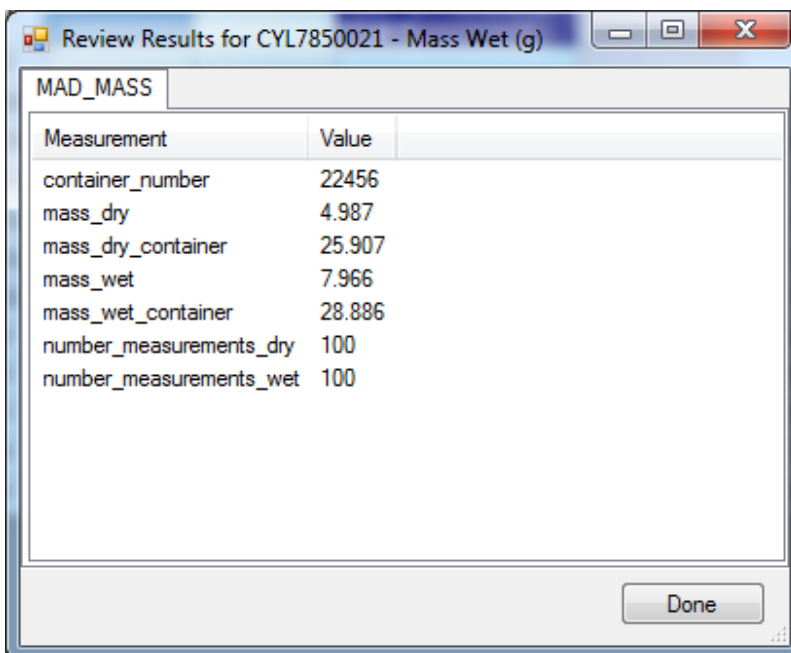 Review Results for CYL7850021 - Mass Wet (g)
MAD_MASS
Measurement Value
container_number 22456
mass_dry 4.987
mass_dry_container 25.907
mass_wet 7.966
mass_wet_container 28.886
number_measurements_dry 100
number_measurements_wet 100
Done